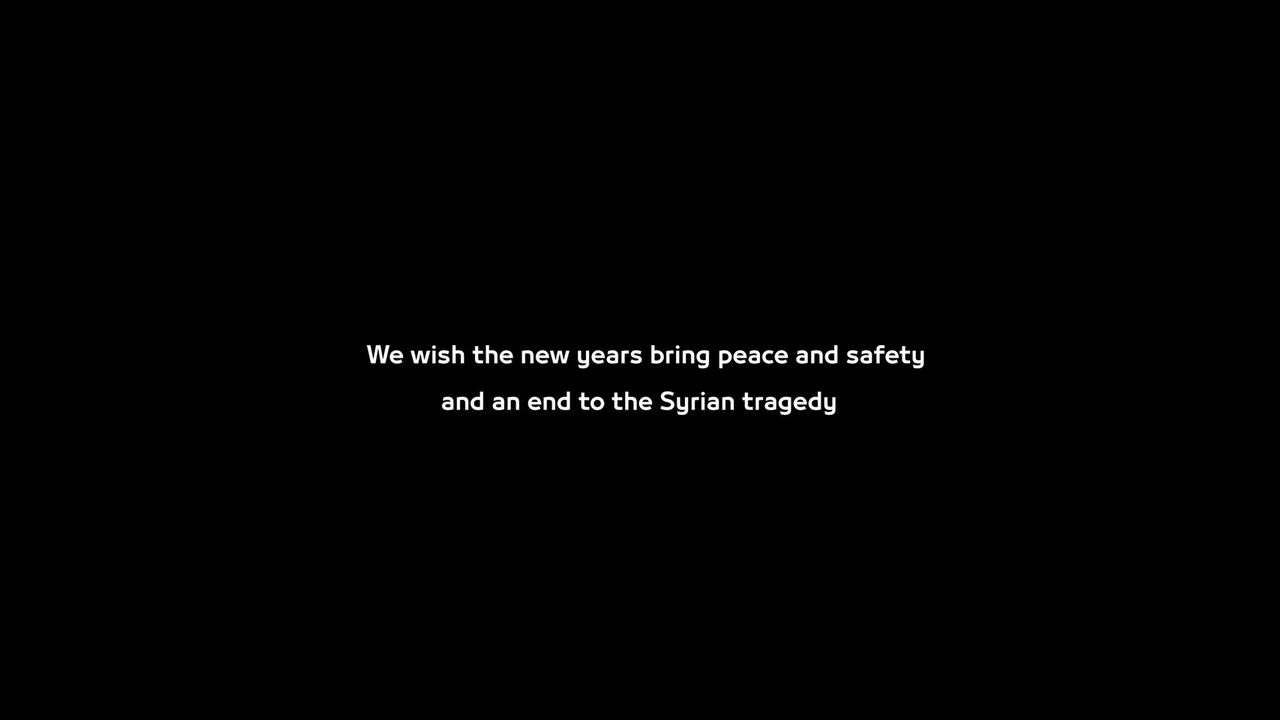 We wish the new years bring peace and safety
and an end to the Syrian tragedy